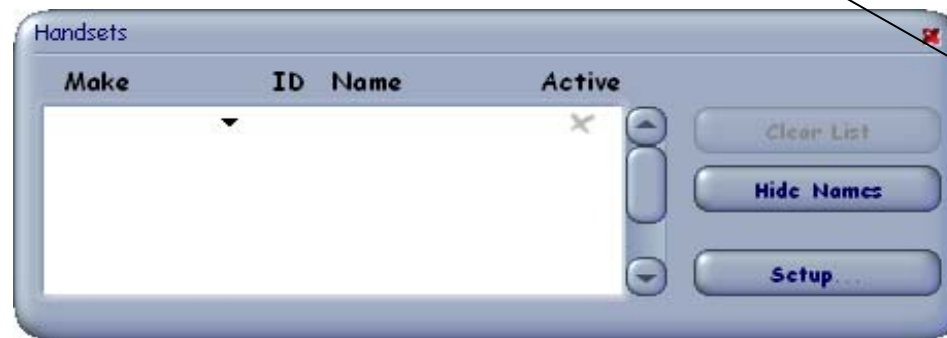 Handsets
Make ID Name Active
Clear List
Hide Names
Setup...